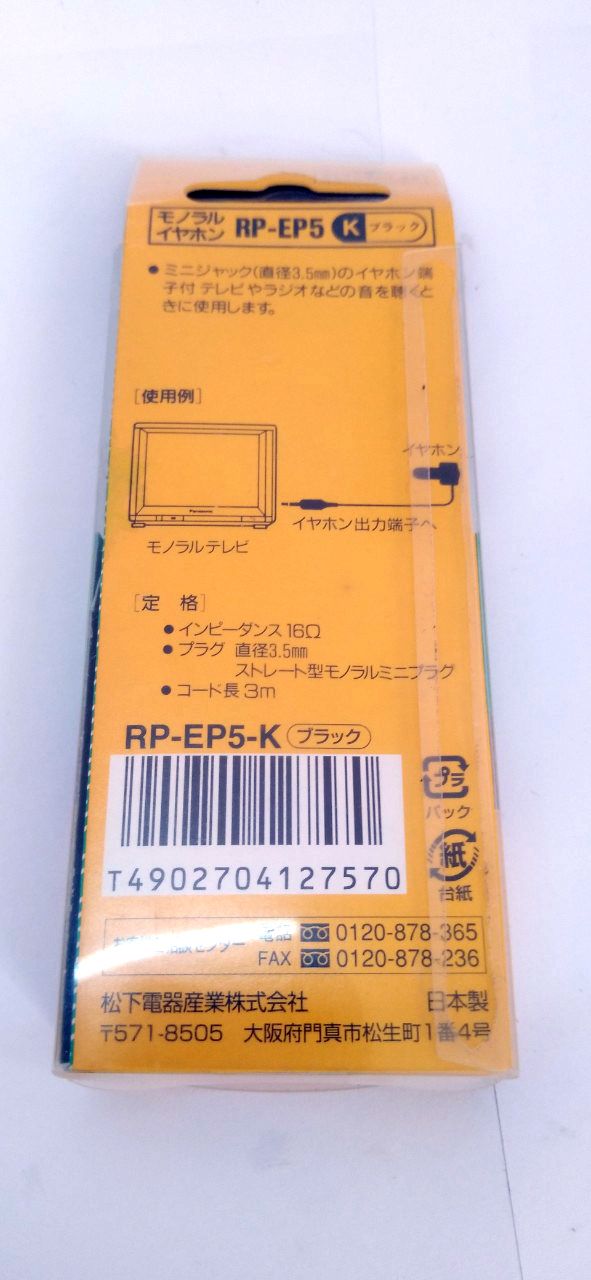 モノラル
イヤホン RP-EP5 K ブラック
●ミニジャック(直径3.5mm)のイヤホン端
子付テレビやラジオなどの音を聴くと
きに使用します。
[使用例]
イヤホン
Panasonic
イヤホン出力端子へ
モノラルテレビ
[定 格]
●インピーダンス16Ω
●プラグ 直径3.5mm
ストレート型モノラルミニプラグ
●コード長 3m
RP-EP5-K ブラック
プラ
パック
T4902704127570
紙
台紙
電話 0120-878-365
FAX 0120-878-236
松下電器産業株式会社 日本製
〒571-8505 大阪府門真市松生町1番4号